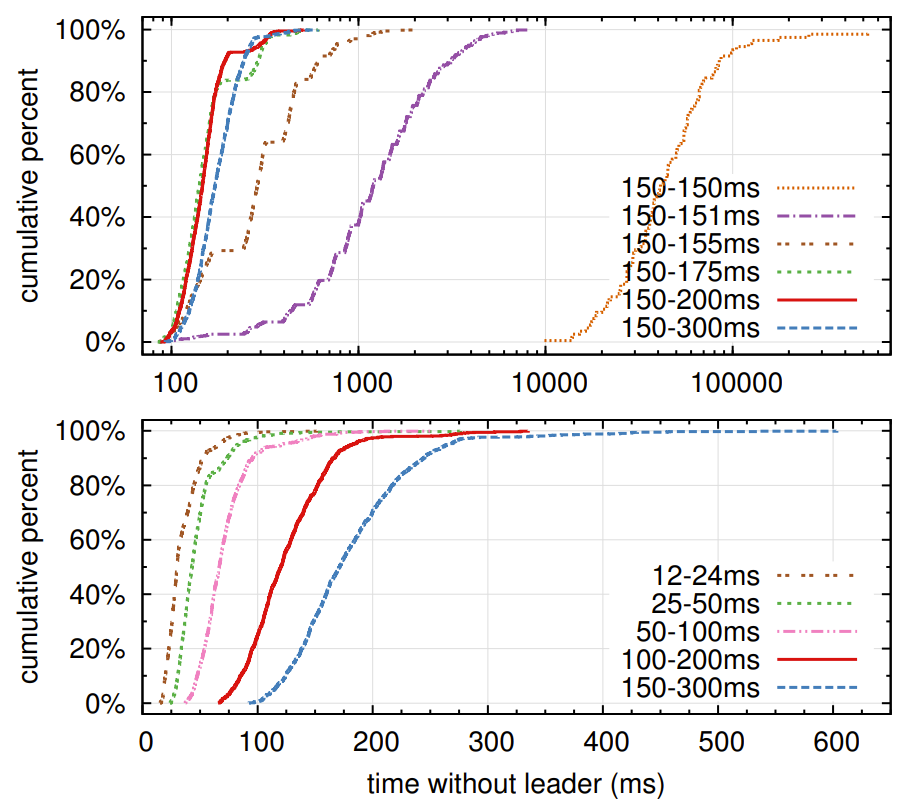 cumulative percent
100%
80%
60%
40%
20%
0%
150-150ms
150-151ms
150-155ms
150-175ms
150-200ms
150-300ms
100 1000 10000 100000
cumulative percent
100%
80%
60%
40%
20%
0%
12-24ms
25-50ms
50-100ms
100-200ms
150-300ms
0 100 200 300 400 500 600
time without leader (ms)